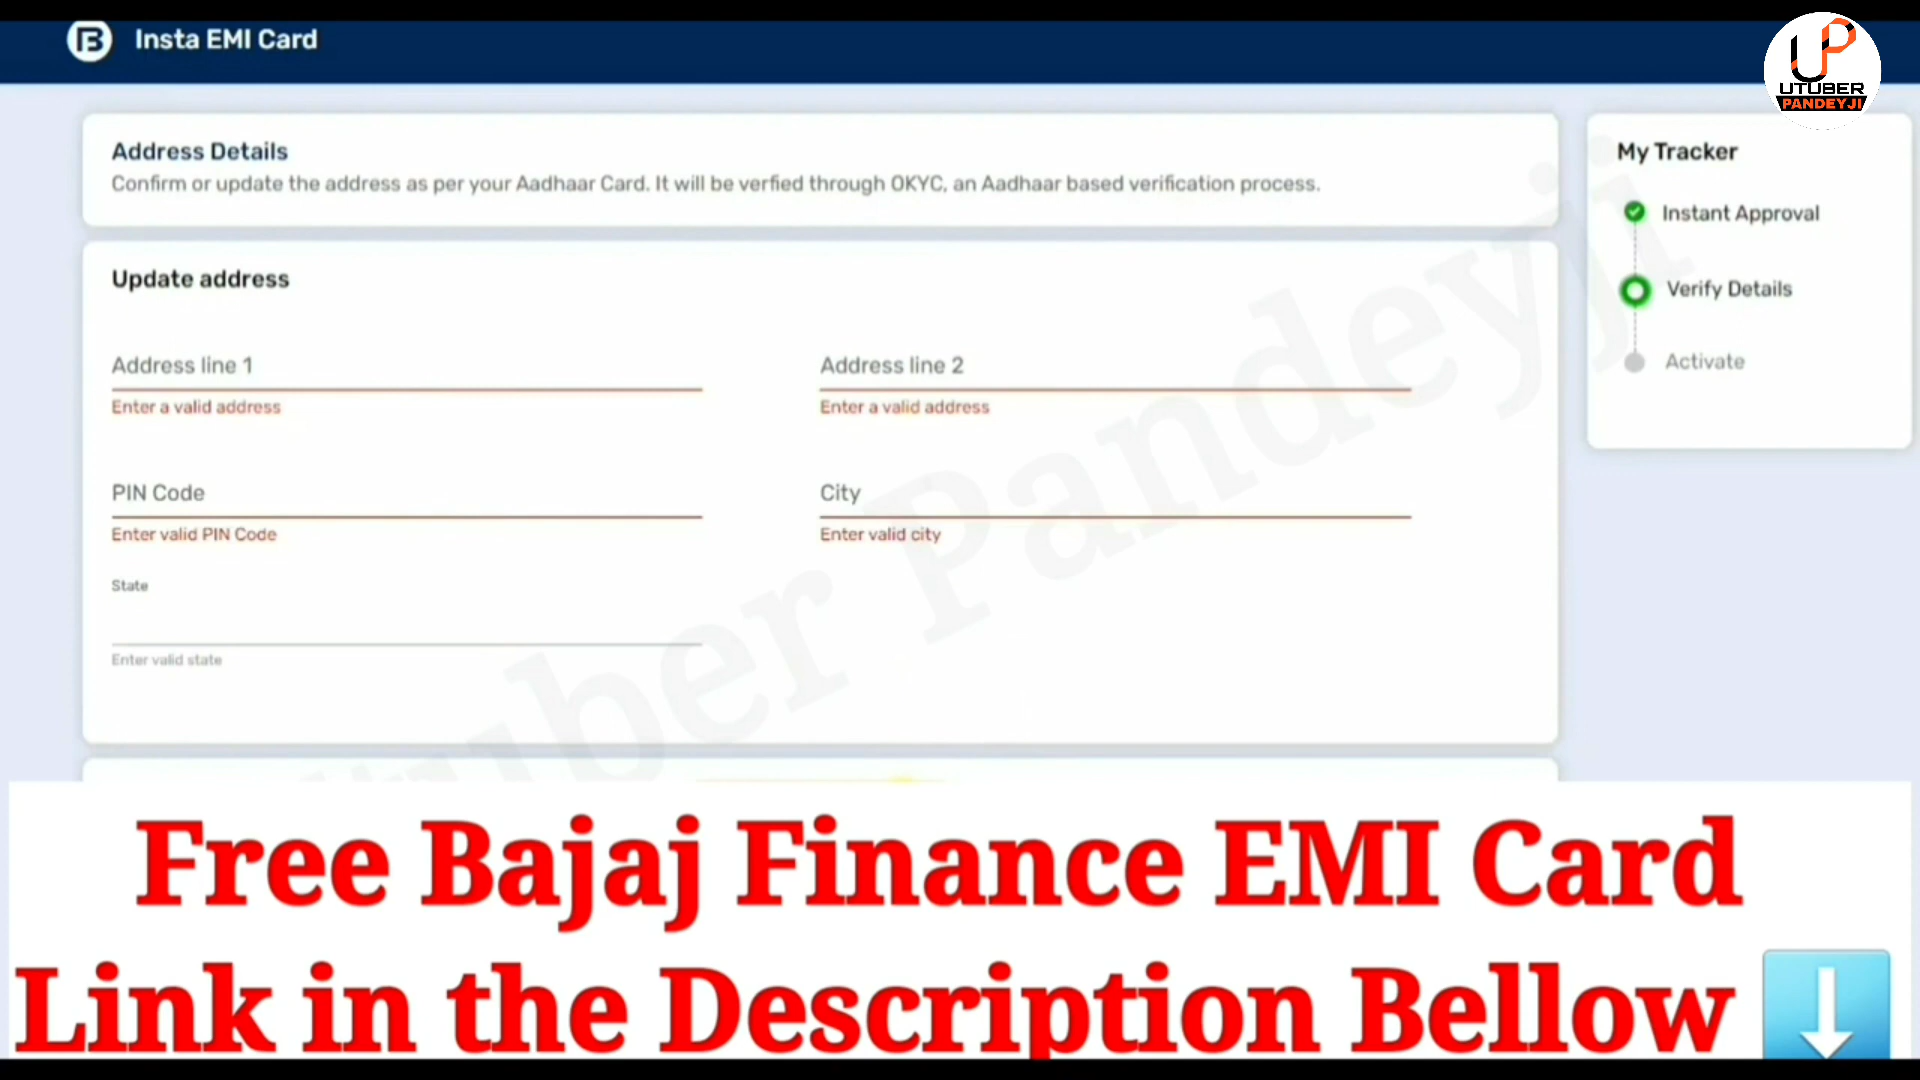 Insta EMI Card
UP
UTUBER
PANDEYJI
Address Details
Confirm or update the address as per your Aadhaar Card. It will be verfied through OKYC, an Aadhaar based verification process.
My Tracker
Instant Approval
Verify Details
Activate
Update address
Address line 1
Address line 2
Enter a valid address
Enter a valid address
PIN Code
City
Enter valid PIN Code
Enter valid city
State
Enter valid state
Utuber Pandeyji
Free Bajaj Finance EMI Card
Link in the Description Bellow